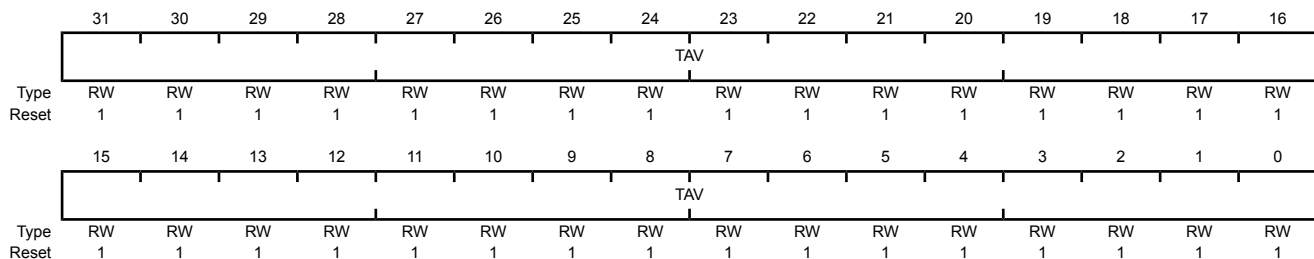 31 30 29 28 27 26 25 24 23 22 21 20 19 18 17 16
TAV
Type RW RW RW RW RW RW RW RW RW RW RW RW RW RW RW RW
Reset 1 1 1 1 1 1 1 1 1 1 1 1 1 1 1 1
15 14 13 12 11 10 9 8 7 6 5 4 3 2 1 0
TAV
Type RW RW RW RW RW RW RW RW RW RW RW RW RW RW RW RW
Reset 1 1 1 1 1 1 1 1 1 1 1 1 1 1 1 1